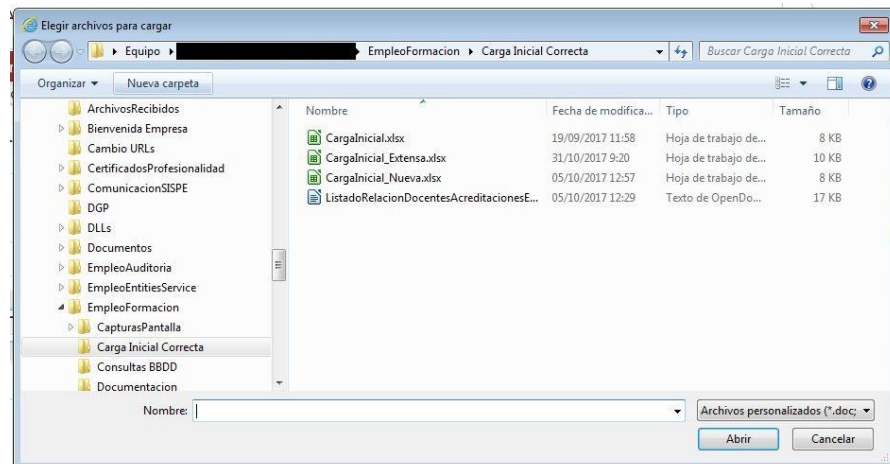 Elegir archivos para cargar
Equipo EmpleoFormacion Carga Inicial Correcta Buscar Carga Inicial Correcta
Organizar Nueva carpeta
ArchivosRecibidos
Bienvenida Empresa
Cambio URLs
CertificadosProfesionalidad
ComunicacionSISPE
DGP
DLLs
Documentos
EmpleoAuditoria
EmpleoEntitiesService
EmpleoFormacion
CapturasPantalla
Carga Inicial Correcta
Consultas BBDD
Documentacion
Nombre Fecha de modifica... Tipo Tamaño
CargaInicial.xlsx 19/09/2017 11:58 Hoja de trabajo de... 8 KB
CargaInicial_Extensa.xlsx 31/10/2017 9:20 Hoja de trabajo de... 10 KB
CargaInicial_Nueva.xlsx 05/10/2017 12:57 Hoja de trabajo de... 8 KB
ListadoRelacionDocentesAcreditacionesE... 05/10/2017 12:29 Texto de OpenDo... 17 KB
Nombre: Archivos personalizados (*.doc;
Abrir Cancelar